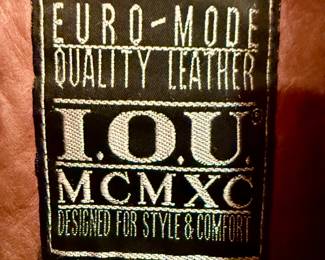 EURO-MODE
QUALITY LEATHER
I.O.U.®
MCMXC
DESIGNED FOR STYLE & COMFORT